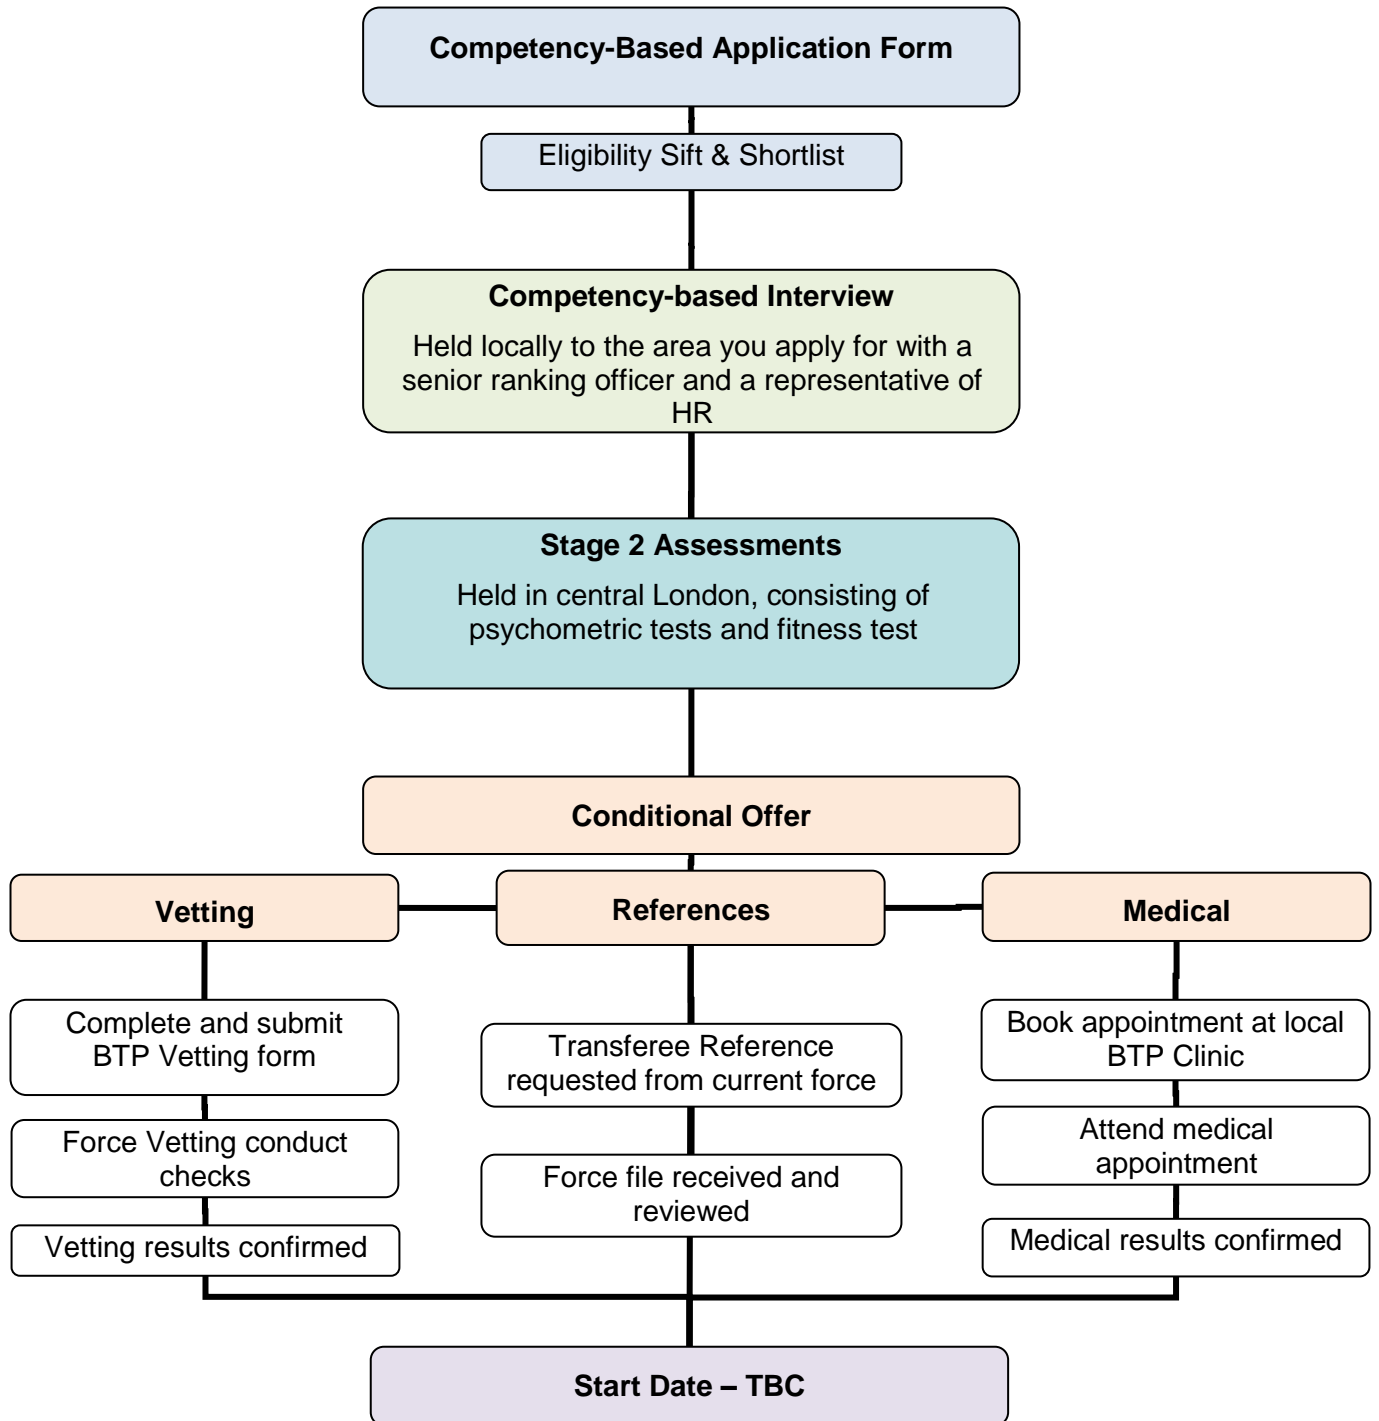 Competency-Based Application Form
Eligibility Sift & Shortlist
Competency-based Interview
Held locally to the area you apply for with a
senior ranking officer and a representative of
HR
Stage 2 Assessments
Held in central London, consisting of
psychometric tests and fitness test
Conditional Offer
Vetting
References
Medical
Complete and submit
BTP Vetting form
Force Vetting conduct
checks
Vetting results confirmed
Transferee Reference
requested from current force
Force file received and
reviewed
Book appointment at local
BTP Clinic
Attend medical
appointment
Medical results confirmed
Start Date – TBC